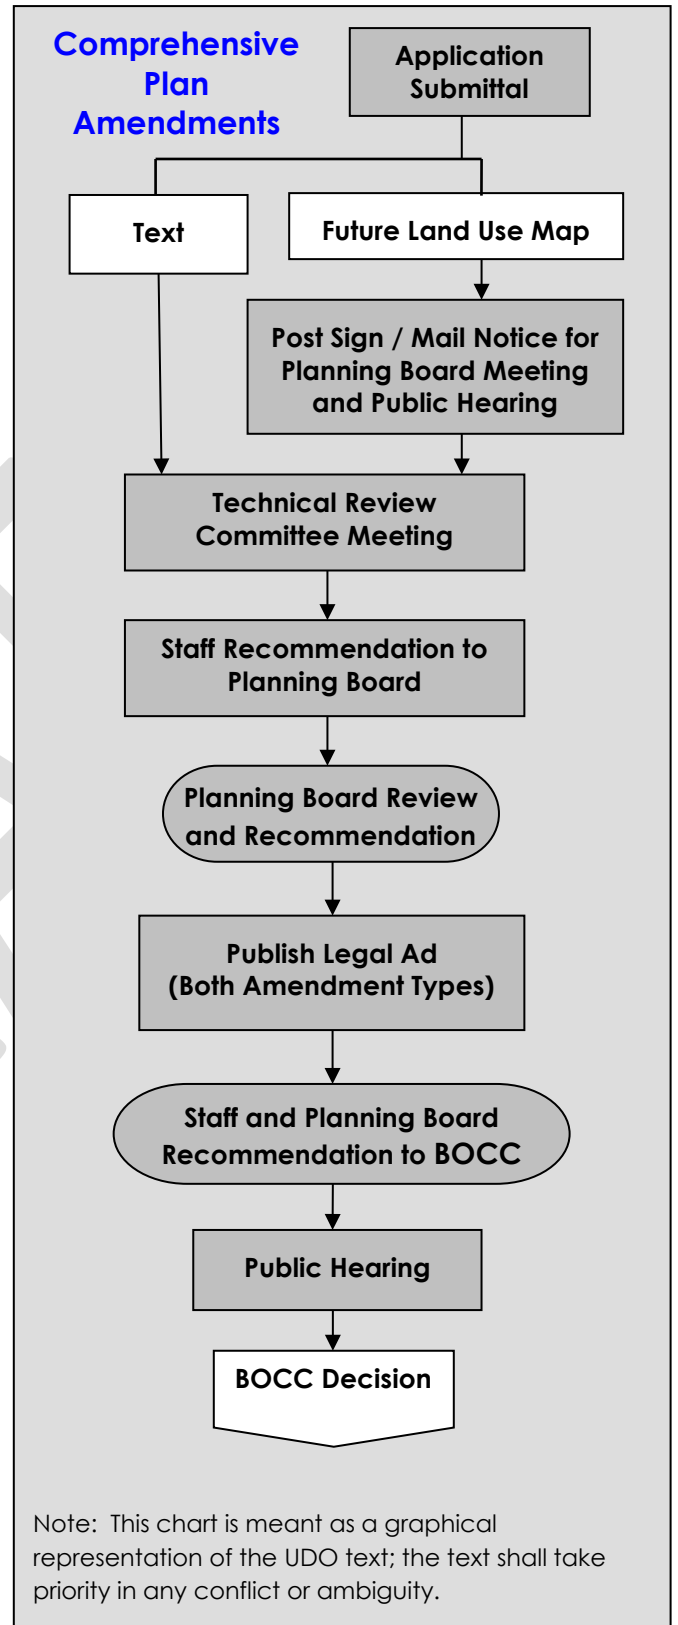 Comprehensive
Plan
Amendments
Application
Submittal
Text
Future Land Use Map
Post Sign / Mail Notice for
Planning Board Meeting
and Public Hearing
Technical Review
Committee Meeting
Staff Recommendation to
Planning Board
Planning Board Review
and Recommendation
Publish Legal Ad
(Both Amendment Types)
Staff and Planning Board
Recommendation to BOCC
Public Hearing
BOCC Decision
Note:  This chart is meant as a graphical
representation of the UDO text; the text shall take
priority in any conflict or ambiguity.